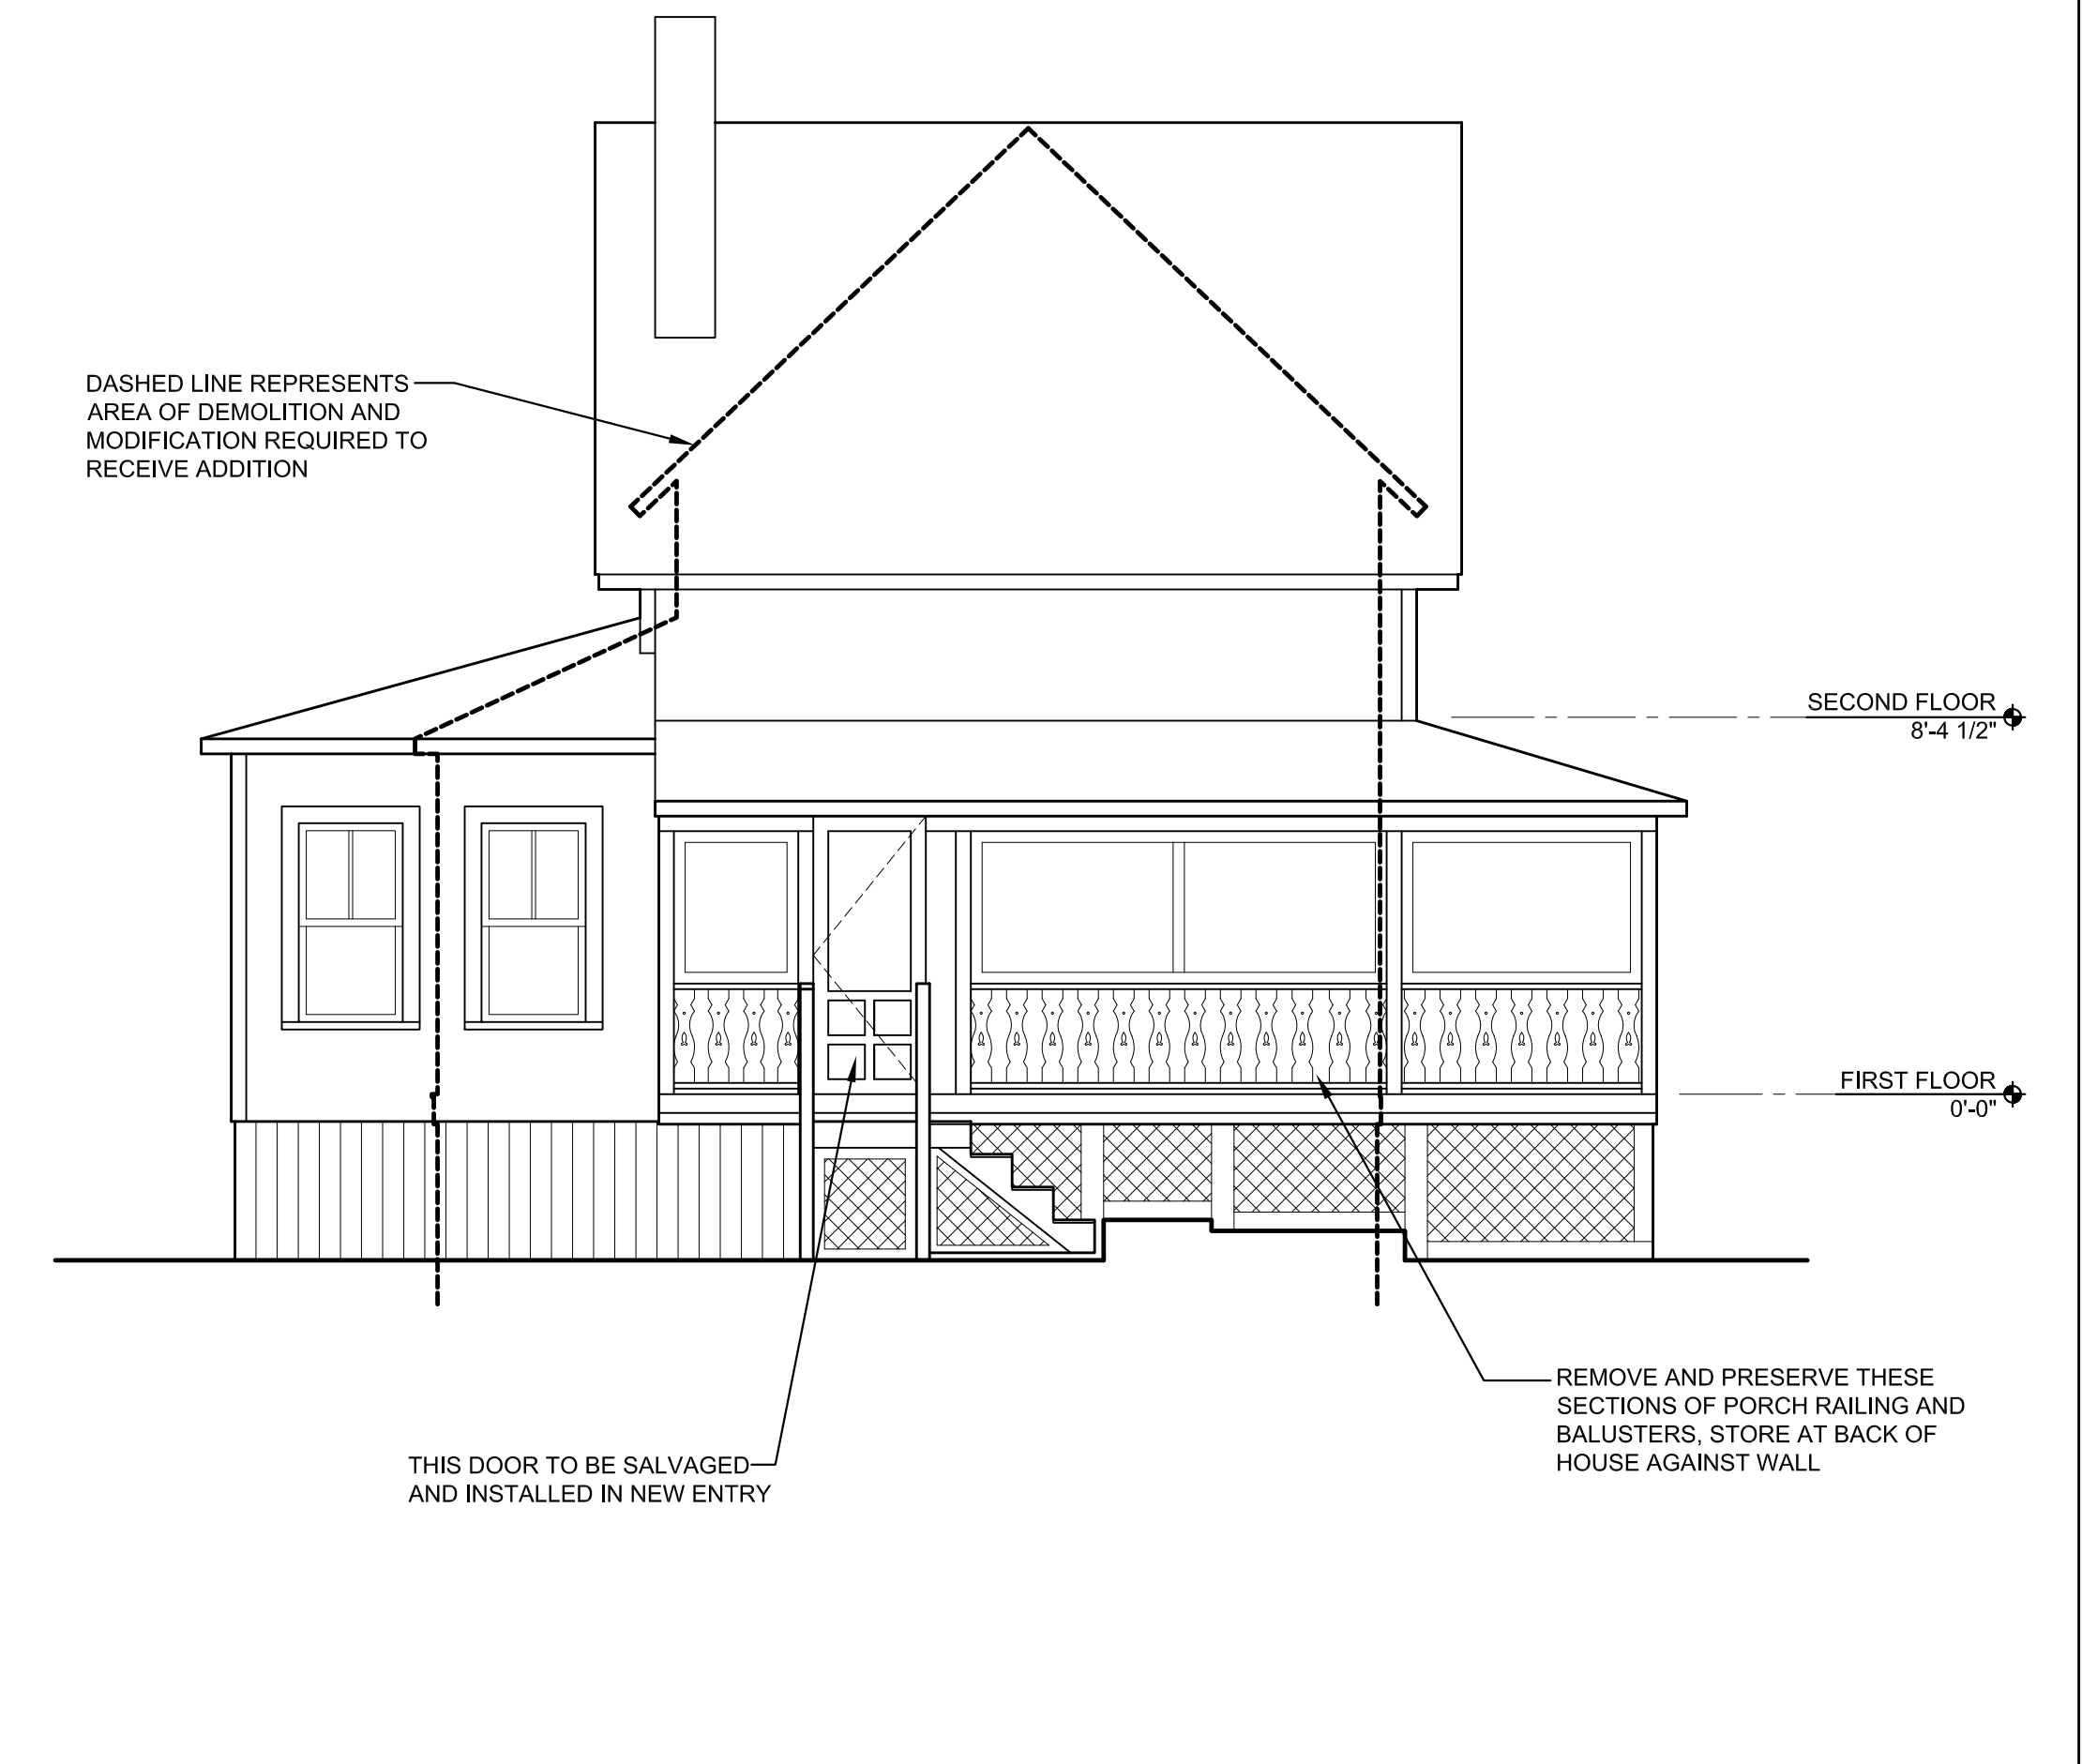 DASHED LINE REPRESENTS
AREA OF DEMOLITION AND
MODIFICATION REQUIRED TO
RECEIVE ADDITION
SECOND FLOOR
8'-4 1/2"
FIRST FLOOR
0'-0"
REMOVE AND PRESERVE THESE
SECTIONS OF PORCH RAILING AND
BALUSTERS, STORE AT BACK OF
HOUSE AGAINST WALL
THIS DOOR TO BE SALVAGED
AND INSTALLED IN NEW ENTRY